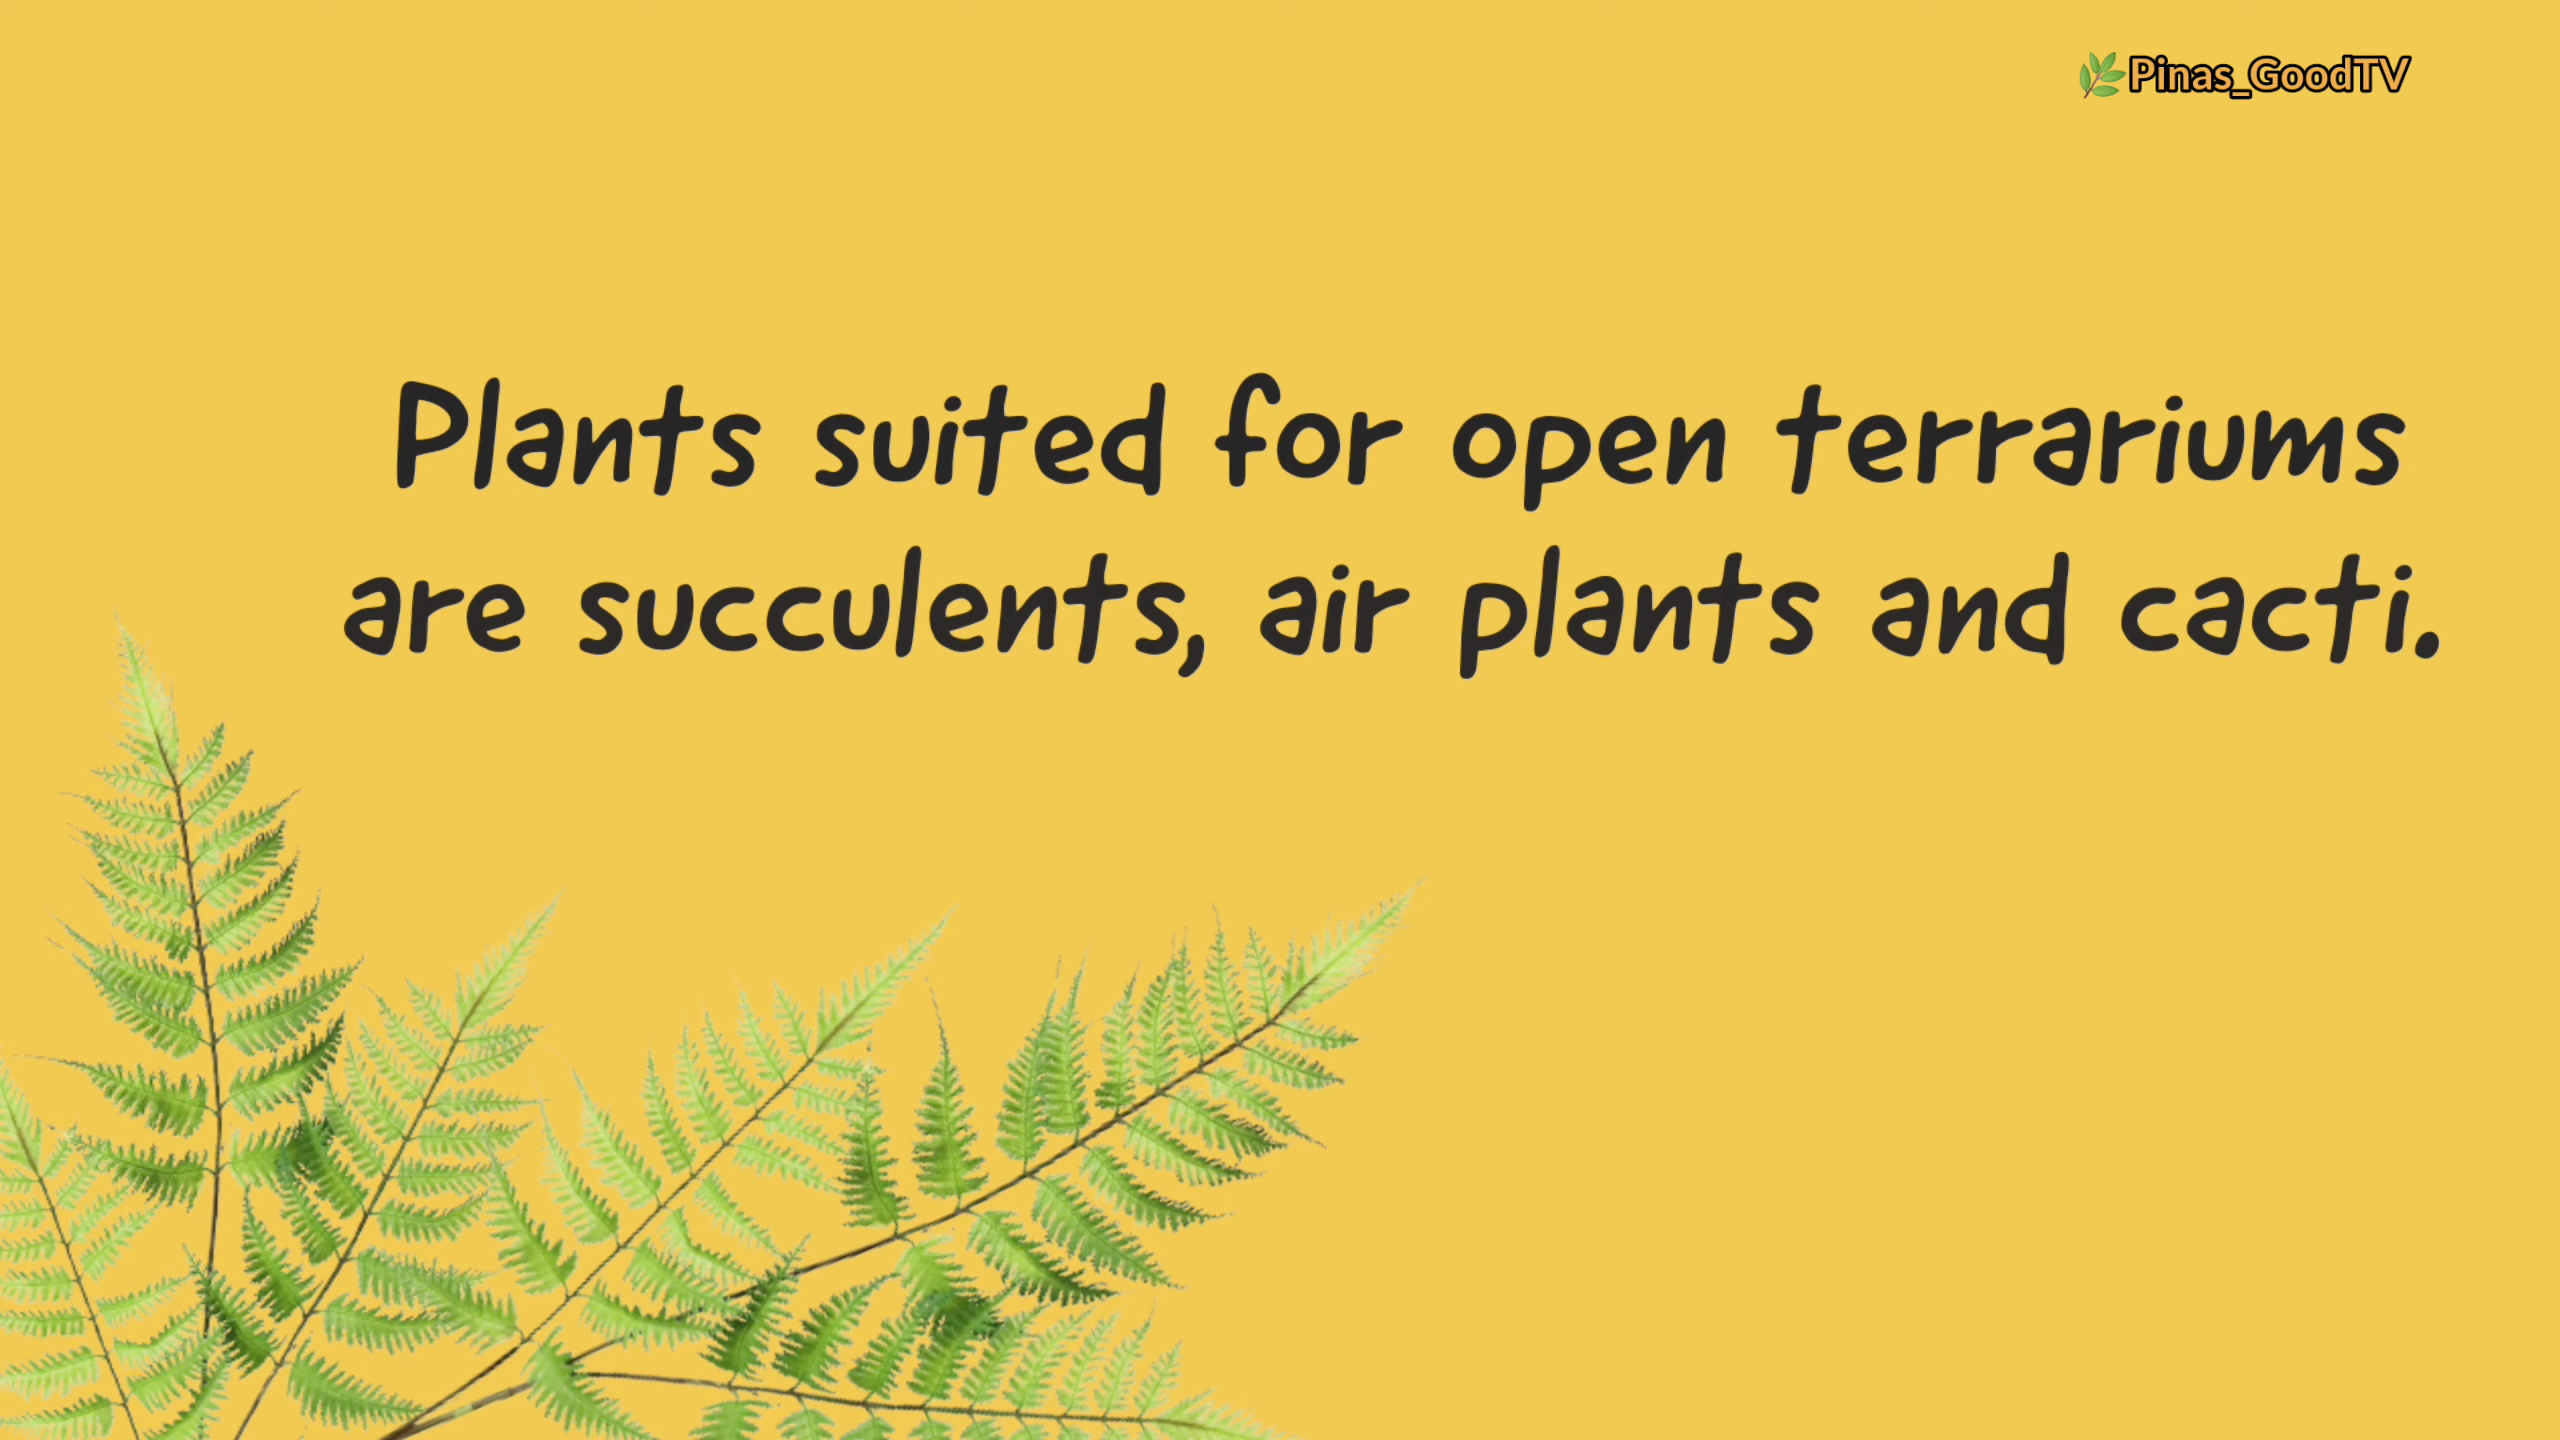 Pinas_GoodTV
Plants suited for open terrariums
are succulents, air plants and cacti.